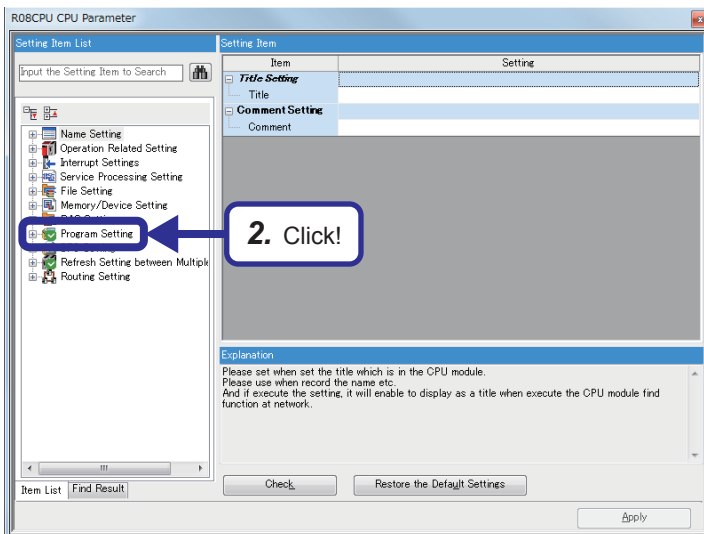 R08CPU CPU Parameter
Setting Item List
Setting Item
Input the Setting Item to Search
Item
Setting
Title Setting
Title
Comment Setting
Comment
Name Setting
Operation Related Setting
Interrupt Settings
Service Processing Setting
File Setting
Memory/Device Setting
Program Setting
Refresh Setting between Multiple
Routing Setting
2. Click!
Explanation
Please set when set the title which is in the CPU module.
Please use when record the name etc.
And if execute the setting, it will enable to display as a title when execute the CPU module find
function at network.
Item List
Find Result
Check
Restore the Default Settings
Apply